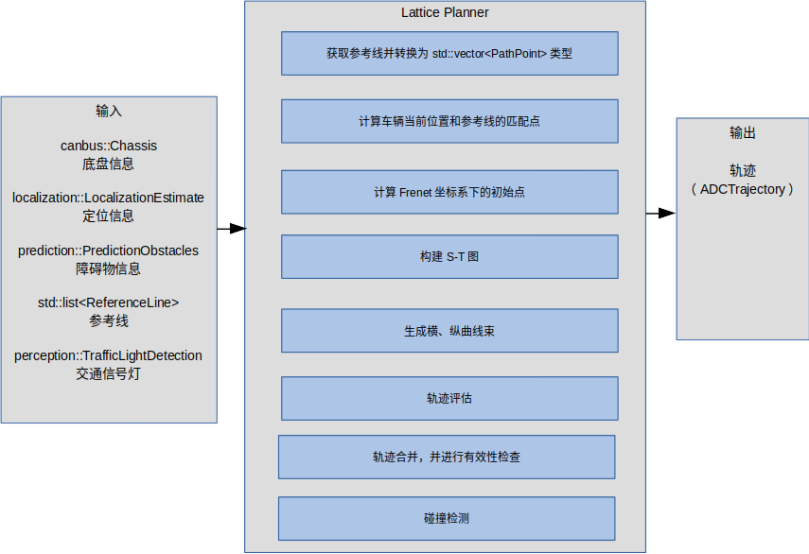 输入
canbus::Chassis
底盘信息
localization::LocalizationEstimate
定位信息
prediction::PredictionObstacles
障碍物信息
std::list<ReferenceLine>
参考线
perception::TrafficLightDetection
交通信号灯
Lattice Planner
获取参考线并转换为 std::vector<PathPoint> 类型
计算车辆当前位置和参考线的匹配点
计算 Frenet 坐标系下的初始点
构建 S-T 图
生成横、纵曲线束
轨迹评估
轨迹合并，并进行有效性检查
碰撞检测
输出
轨迹
（ ADCTrajectory ）